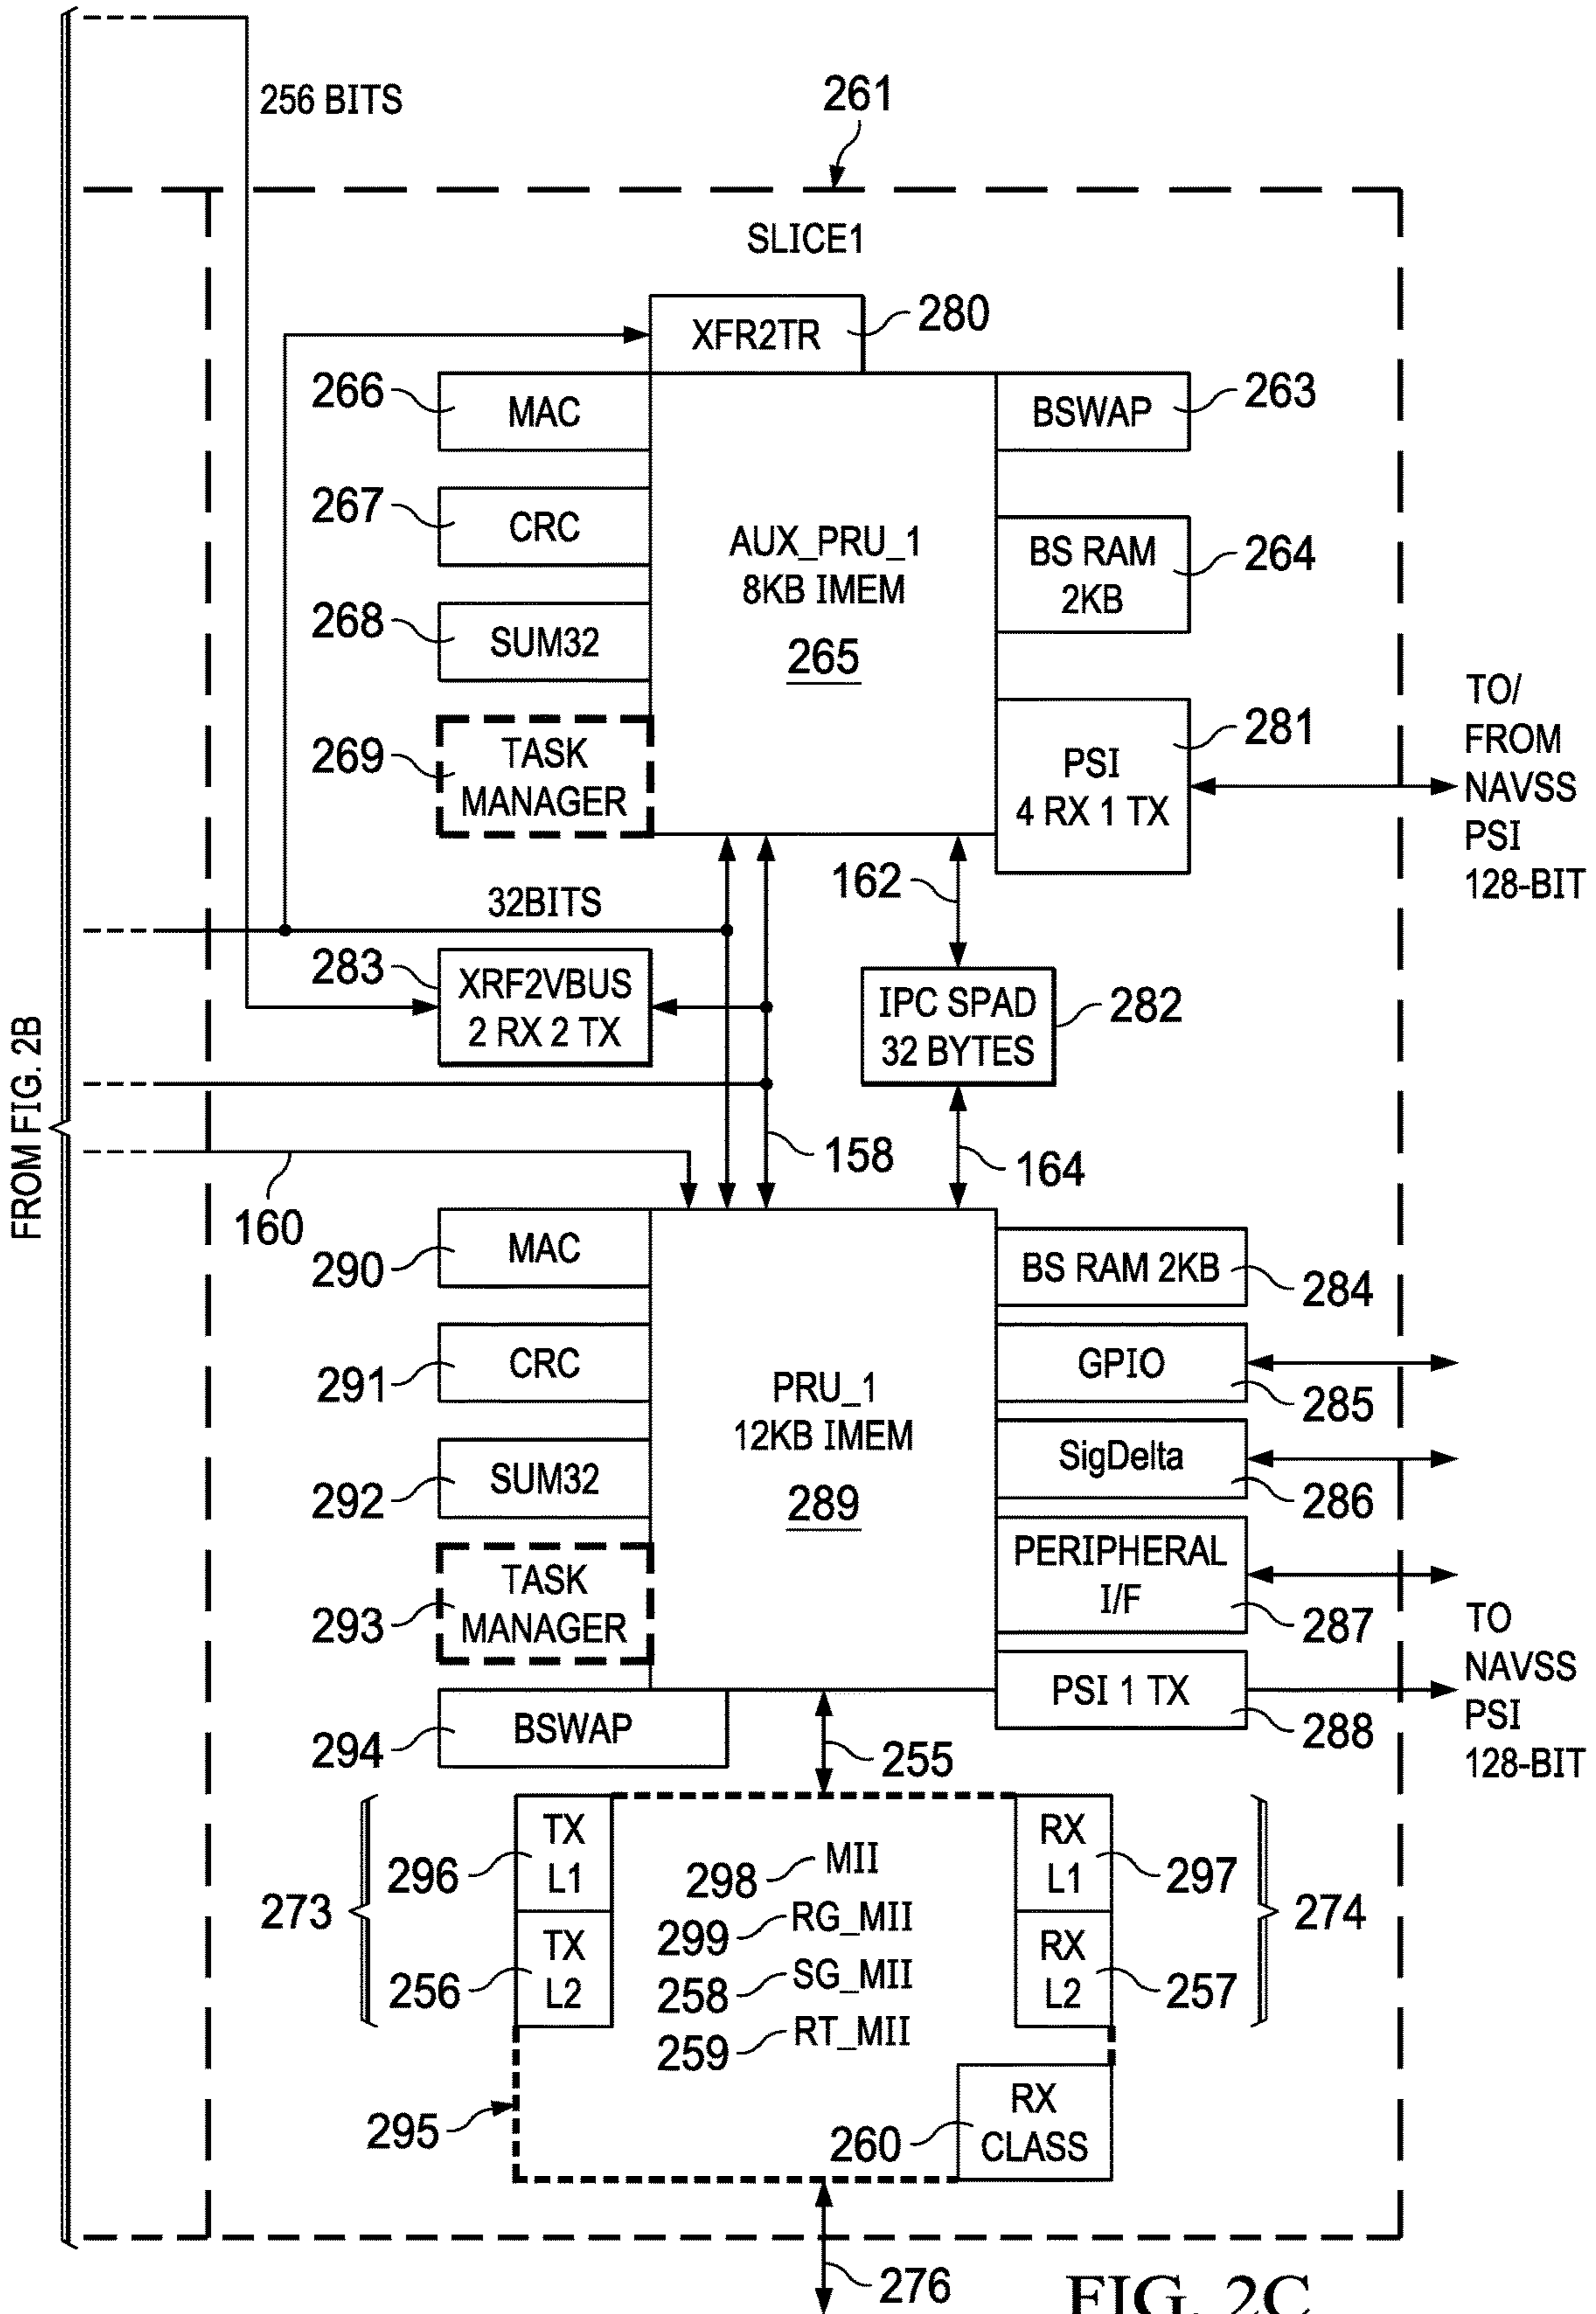 256 BITS
261
SLICE1
XFR2TR
280
266
MAC
BSWAP
263
267
CRC
AUX_PRU_1
8KB IMEM
265
BS RAM
2KB
264
268
SUM32
269
TASK
MANAGER
PSI
4 RX 1 TX
281
TO/
FROM
NAVSS
PSI
128-BIT
162
32BITS
283
XRF2VBUS
2 RX 2 TX
IPC SPAD
32 BYTES
282
FROM FIG. 2B
158
164
160
290
MAC
BS RAM 2KB
284
291
CRC
GPIO
285
PRU_1
12KB IMEM
289
292
SUM32
SigDelta
286
293
TASK
MANAGER
PERIPHERAL
I/F
287
TO
NAVSS
PSI
128-BIT
PSI 1 TX
288
294
BSWAP
255
273
296
TX
L1
256
TX
L2
298
MII
299
RG_MII
258
SG_MII
259
RT_MII
RX
L1
297
RX
L2
257
274
295
260
RX
CLASS
276
FIG. 2C